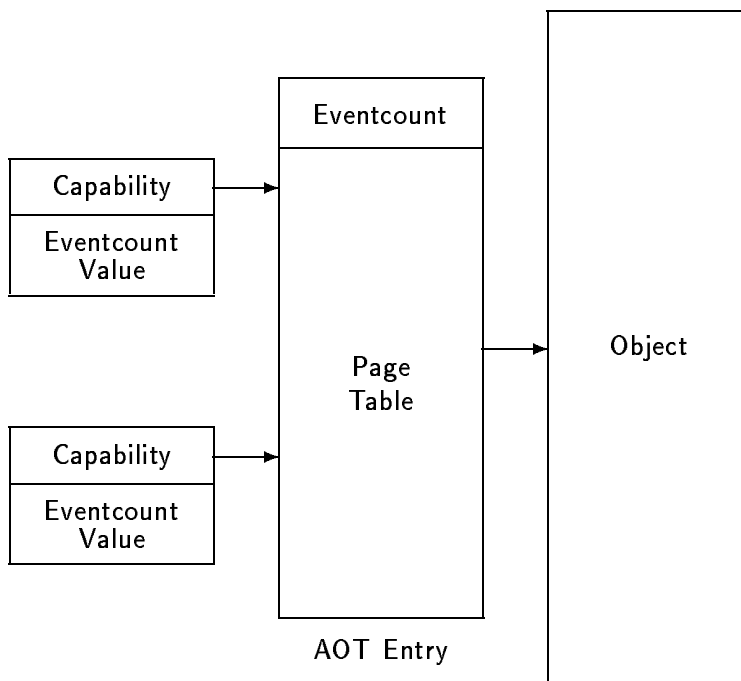 Eventcount
Capability
Eventcount
Value
Page
Table
Object
Capability
Eventcount
Value
AOT Entry